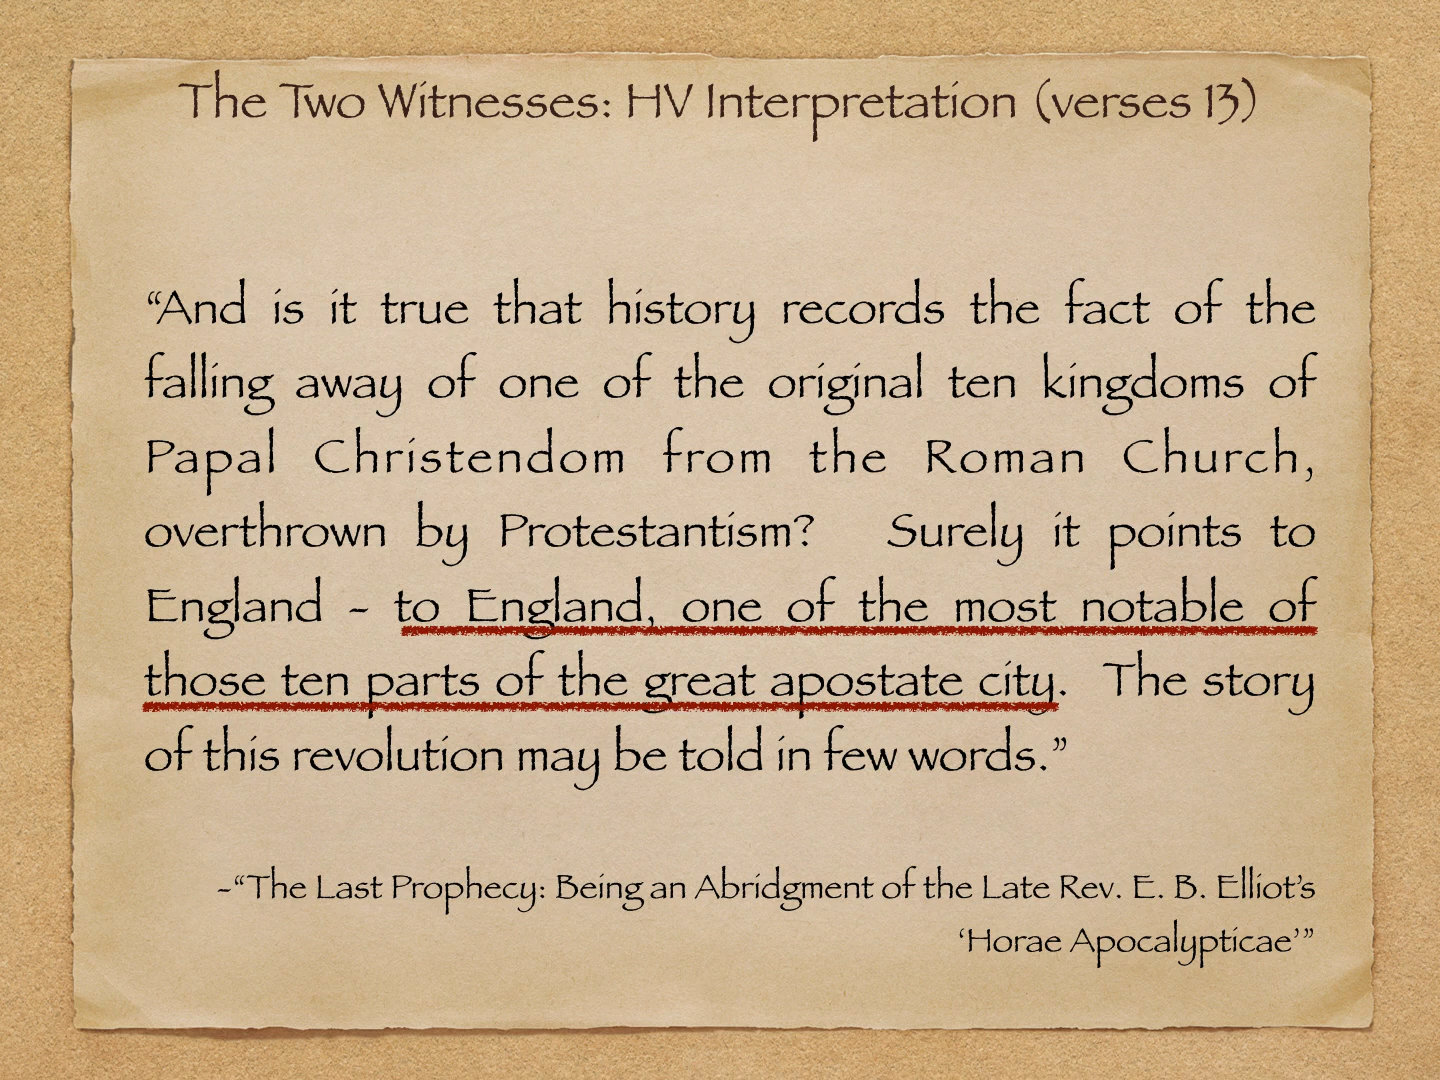 The Two Witnesses: HV Interpretation (verses 13)
“And is it true that history records the fact of the
falling away of one of the original ten kingdoms of
Papal Christendom from the Roman Church,
overthrown by Protestantism? Surely it points to
England - to England, one of the most notable of
those ten parts of the great apostate city. The story
of this revolution may be told in few words.”
-“The Last Prophecy: Being an Abridgment of the Late Rev. E. B. Elliot’s
‘Horae Apocalypticae’”